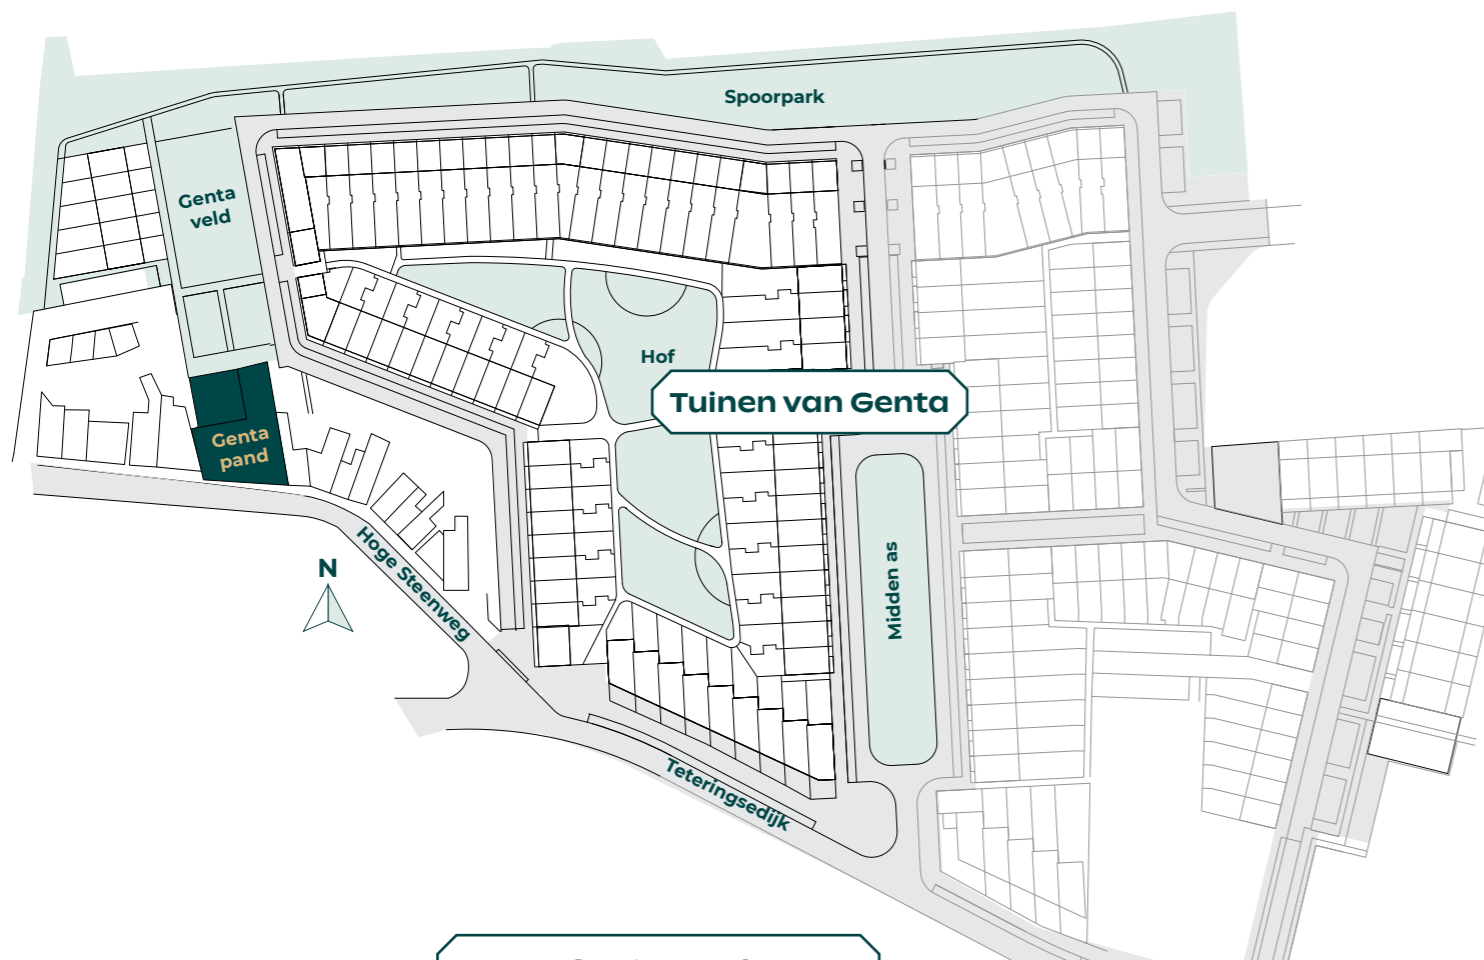 Spoorpark
Genta
veld
Hof
Tuinen van Genta
Genta
pand
Hoge Steenweg
N
Midden as
Teteringsedijk